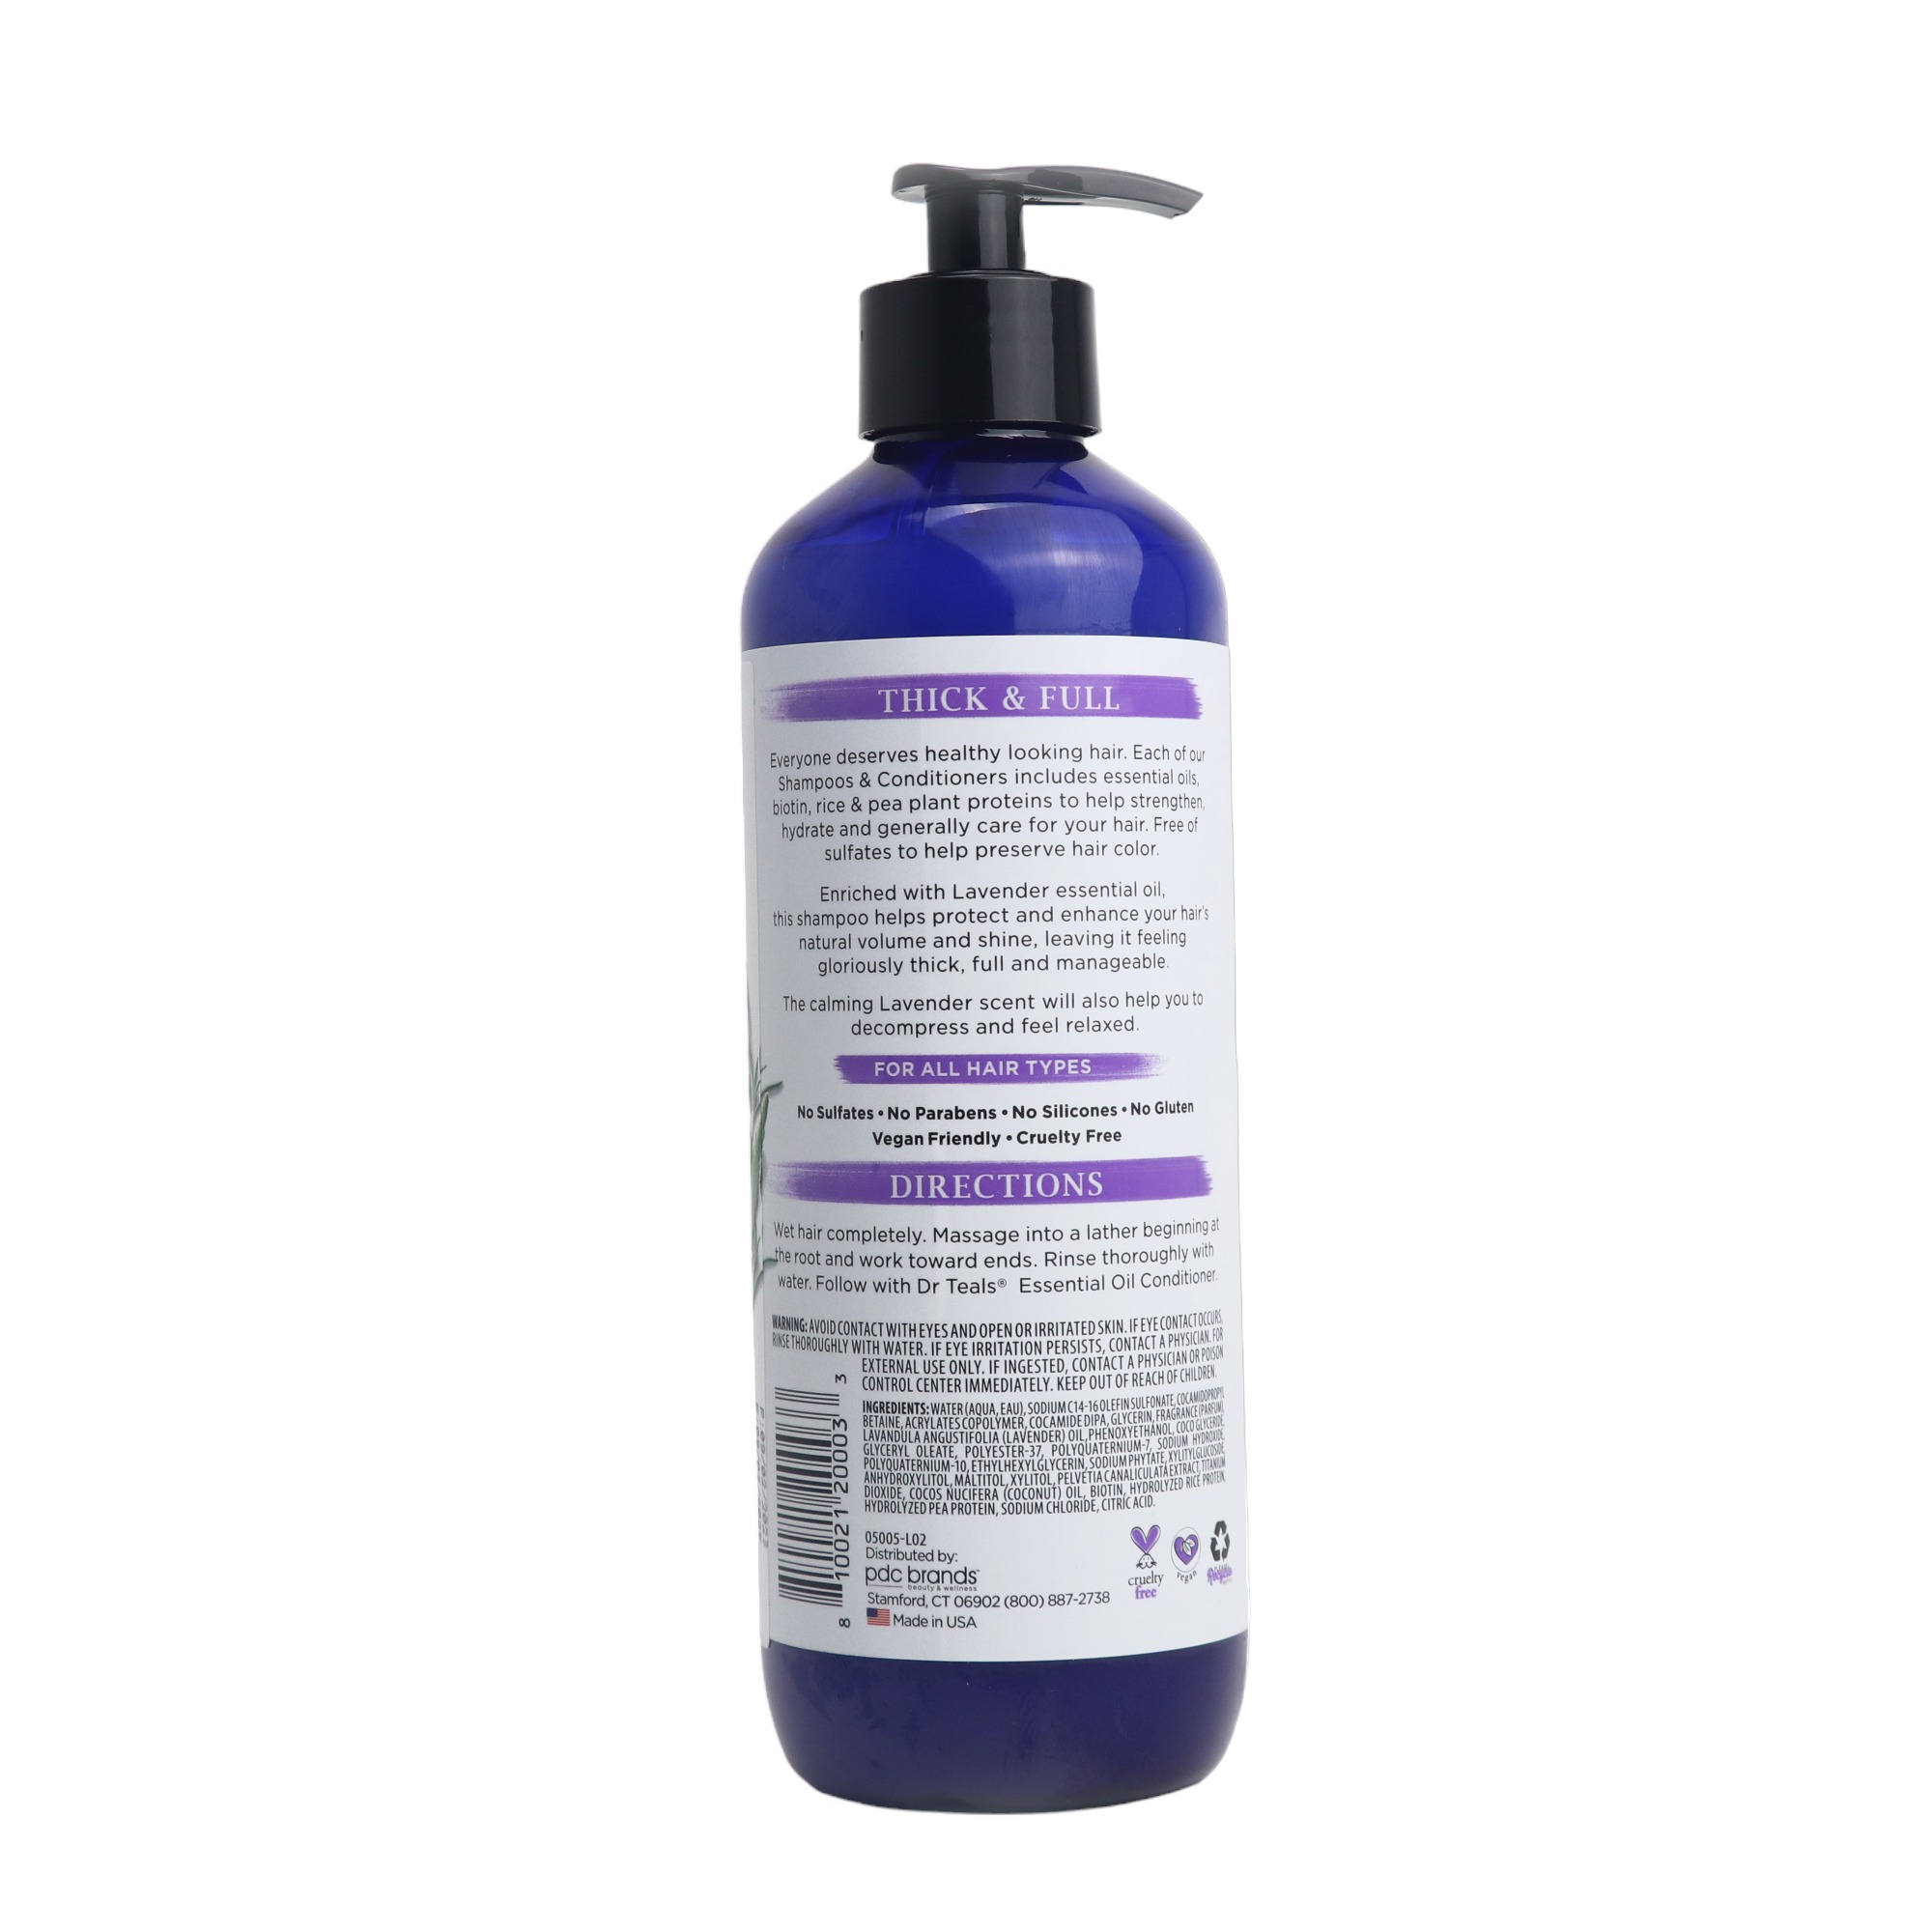 THICK & FULL
Everyone deserves healthy looking hair. Each of our
Shampoos & Conditioners includes essential oils,
biotin, rice & pea plant proteins to help strengthen,
hydrate and generally care for your hair. Free of
sulfates to help preserve hair color.
Enriched with Lavender essential oil,
this shampoo helps protect and enhance your hair's
natural volume and shine, leaving it feeling
gloriously thick, full and manageable.
The calming Lavender scent will also help you to
decompress and feel relaxed.
FOR ALL HAIR TYPES
No Sulfates • No Parabens • No Silicones • No Gluten
Vegan Friendly • Cruelty Free
DIRECTIONS
Wet hair completely. Massage into a lather beginning at
the root and work toward ends. Rinse thoroughly with
water. Follow with Dr Teals® Essential Oil Conditioner.
WARNING: AVOID CONTACT WITH EYES AND OPEN OR IRRITATED SKIN. IF EYE CONTACT OCCURS,
RINSE THOROUGHLY WITH WATER. IF EYE IRRITATION PERSISTS, CONTACT A PHYSICIAN. FOR
EXTERNAL USE ONLY. IF INGESTED, CONTACT A PHYSICIAN OR POISON
CONTROL CENTER IMMEDIATELY. KEEP OUT OF REACH OF CHILDREN.
INGREDIENTS: WATER (AQUA, EAU), SODIUM C14-16 OLEFIN SULFONATE, COCAMIDOPROPYL
BETAINE, ACRYLATES COPOLYMER, COCAMIDE DIPA, GLYCERIN, FRAGRANCE (PARFUM),
LAVANDULA ANGUSTIFOLIA (LAVENDER) OIL, PHENOXYETHANOL, COCO GLYCERIDE,
GLYCERYL OLEATE, POLYESTER-37, POLYQUATERNIUM-7, SODIUM HYDROXIDE,
POLYQUATERNIUM-10, ETHYLHEXYLGLYCERIN, SODIUM PHYTATE, XYLITYLGLUCOSIDE,
ANHYDROXYLITOL, MALTITOL, XYLITOL, PELVETIA CANALICULATA EXTRACT, TITANIUM
DIOXIDE, COCOS NUCIFERA (COCONUT) OIL, BIOTIN, HYDROLYZED RICE PROTEIN,
HYDROLYZED PEA PROTEIN, SODIUM CHLORIDE, CITRIC ACID.
8 10021 20003 3
05005-L02
Distributed by:
pdc brands
beauty & wellness
Stamford, CT 06902 (800) 887-2738
Made in USA
cruelty
free
vegan
Recycle